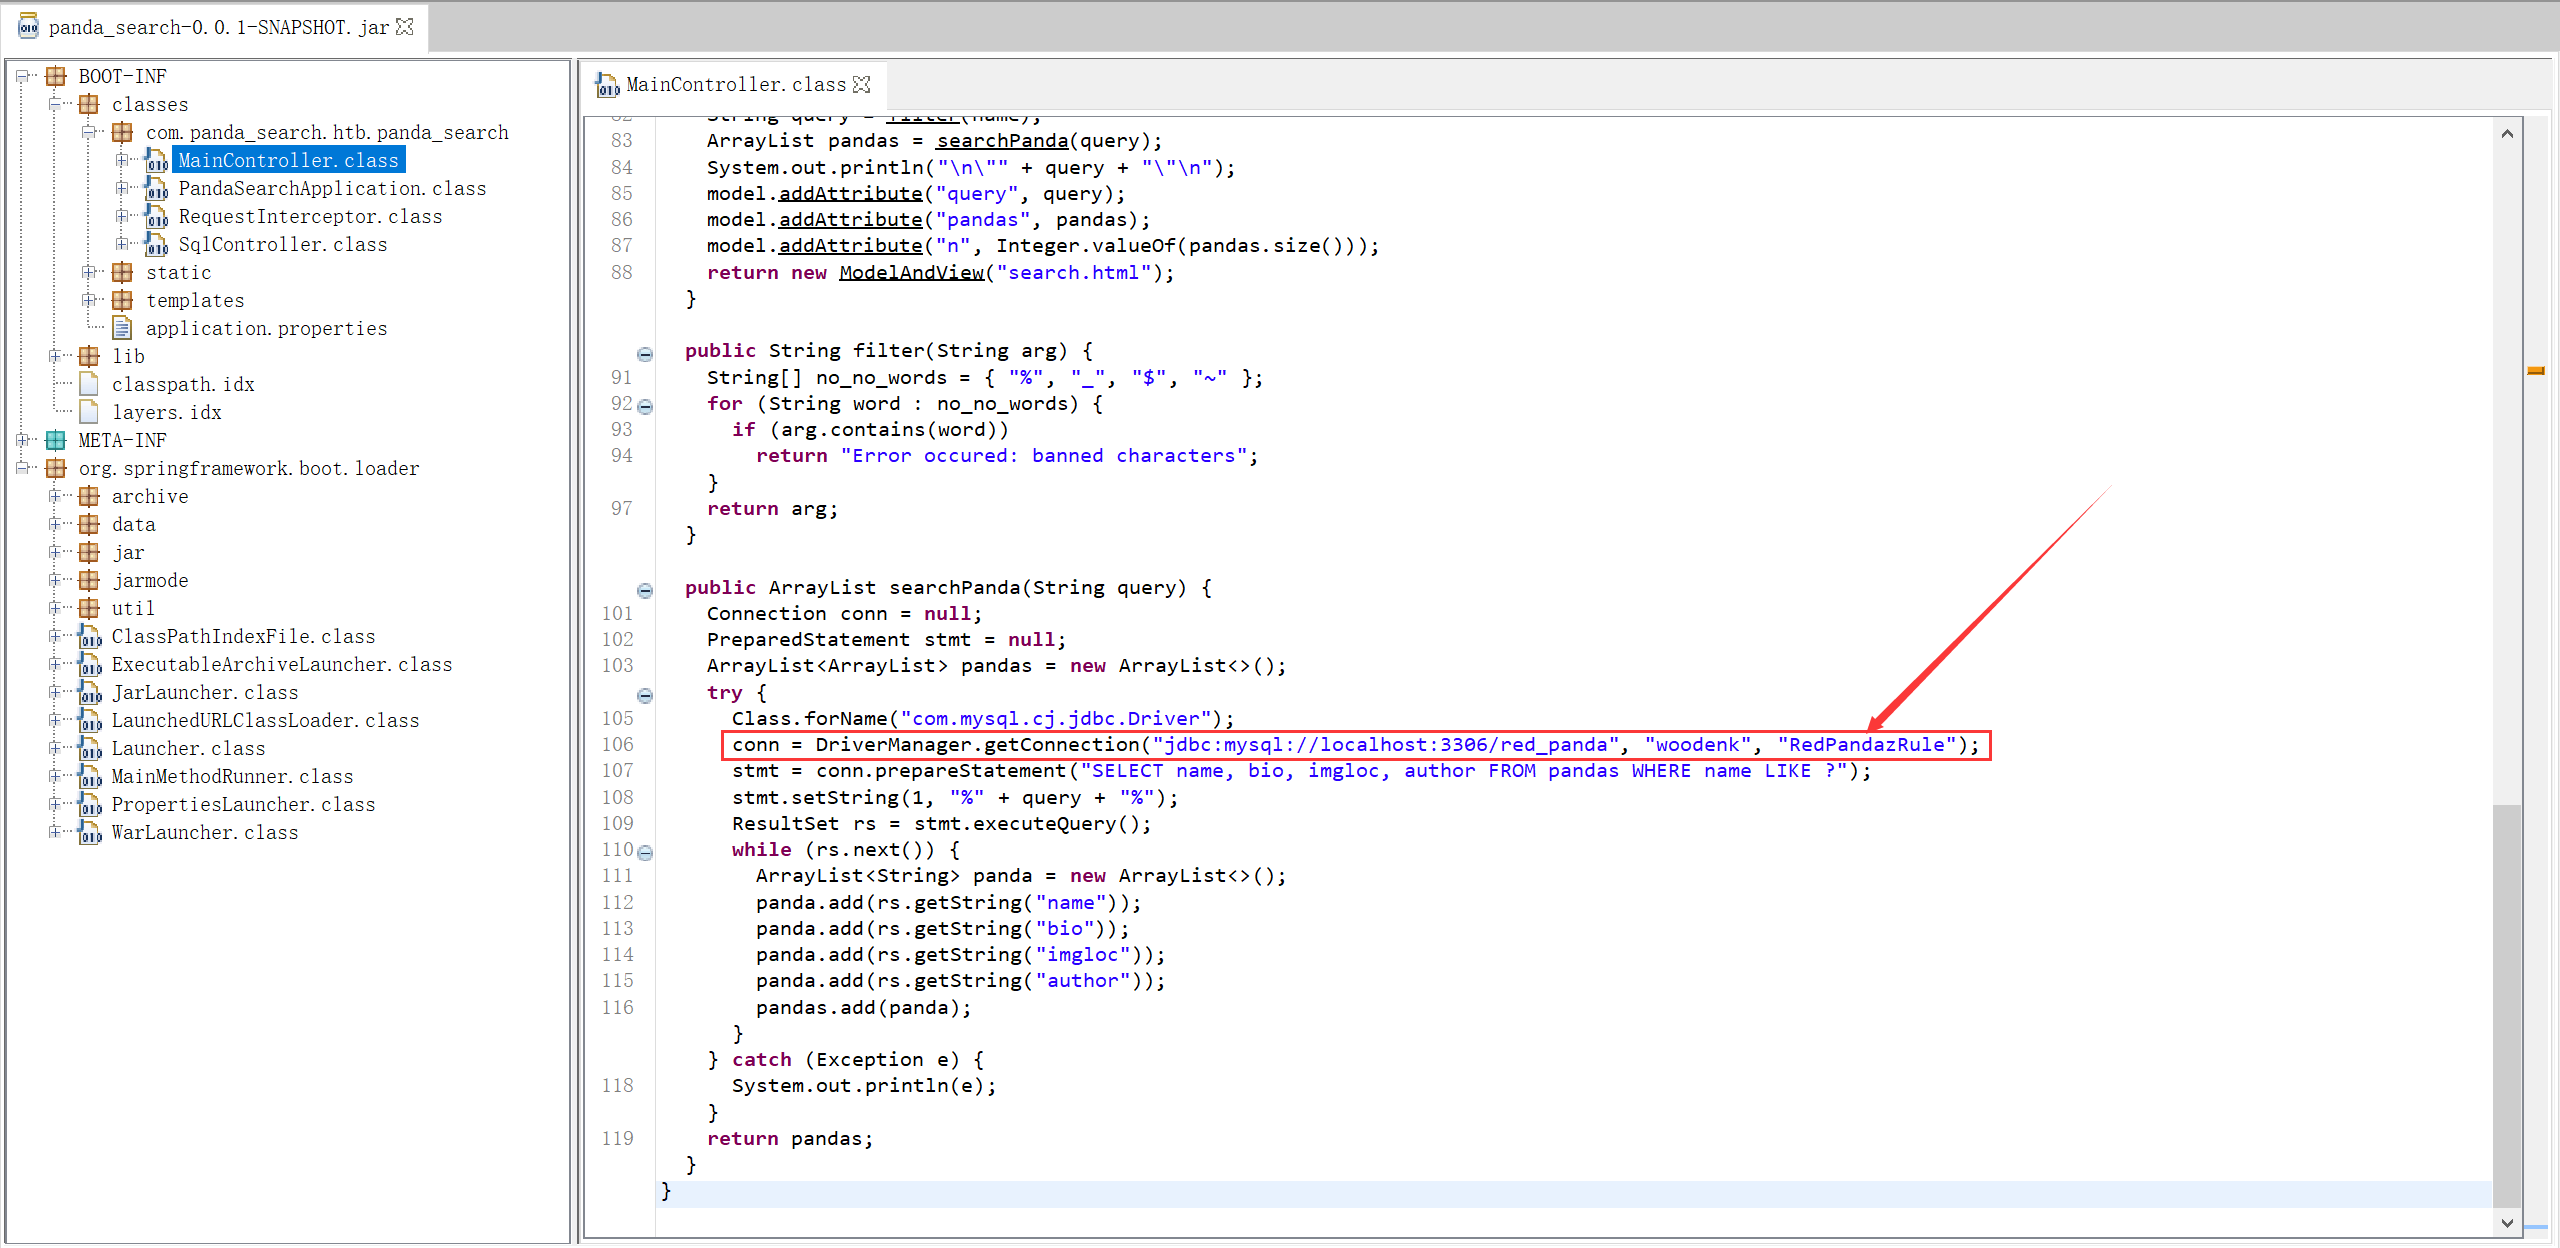 panda_search-0.0.1-SNAPSHOT.jar
BOOT-INF
classes
com.panda_search.htb.panda_search
MainController.class
PandaSearchApplication.class
RequestInterceptor.class
SqlController.class
static
templates
application.properties
lib
classpath.idx
layers.idx
META-INF
org.springframework.boot.loader
archive
data
jar
jarmode
util
ClassPathIndexFile.class
ExecutableArchiveLauncher.class
JarLauncher.class
LaunchedURLClassLoader.class
Launcher.class
MainMethodRunner.class
PropertiesLauncher.class
WarLauncher.class
MainController.class
82 String query = filter(name);
83 ArrayList pandas = searchPanda(query);
84 System.out.println("\n\"" + query + "\"\n");
85 model.addAttribute("query", query);
86 model.addAttribute("pandas", pandas);
87 model.addAttribute("n", Integer.valueOf(pandas.size()));
88 return new ModelAndView("search.html");
}
public String filter(String arg) {
91 String[] no_no_words = { "%", "_", "$", "~" };
92 for (String word : no_no_words) {
93 if (arg.contains(word))
94 return "Error occured: banned characters";
}
97 return arg;
}
public ArrayList searchPanda(String query) {
101 Connection conn = null;
102 PreparedStatement stmt = null;
103 ArrayList<ArrayList> pandas = new ArrayList<>();
try {
105 Class.forName("com.mysql.cj.jdbc.Driver");
106 conn = DriverManager.getConnection("jdbc:mysql://localhost:3306/red_panda", "woodenk", "RedPandazRule");
107 stmt = conn.prepareStatement("SELECT name, bio, imgloc, author FROM pandas WHERE name LIKE ?");
108 stmt.setString(1, "%" + query + "%");
109 ResultSet rs = stmt.executeQuery();
110 while (rs.next()) {
111 ArrayList<String> panda = new ArrayList<>();
112 panda.add(rs.getString("name"));
113 panda.add(rs.getString("bio"));
114 panda.add(rs.getString("imgloc"));
115 panda.add(rs.getString("author"));
116 pandas.add(panda);
}
} catch (Exception e) {
118 System.out.println(e);
}
119 return pandas;
}
}